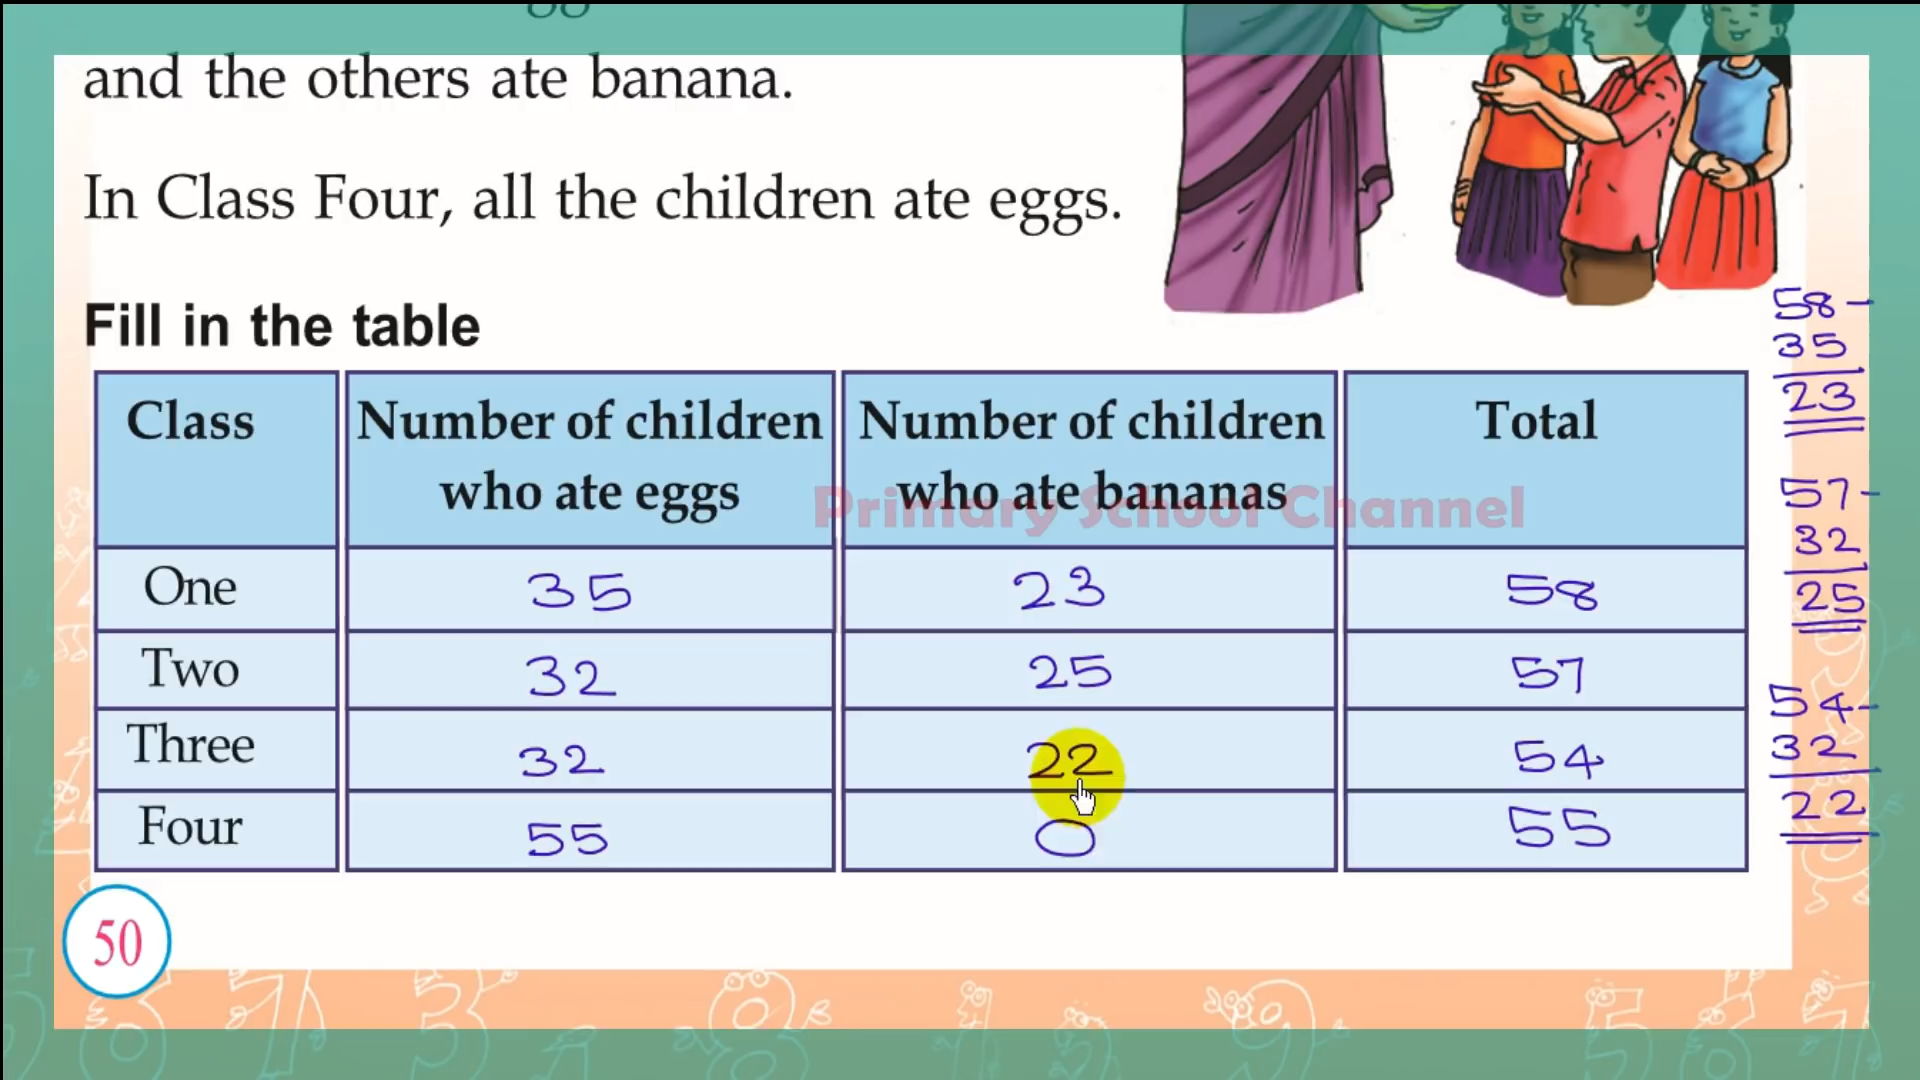 and the others ate banana.
In Class Four, all the children ate eggs.
Fill in the table
Class Number of children who ate eggs Number of children who ate bananas Total
Primary School Channel
One 35 23 58
Two 32 25 57
Three 32 22 54
Four 55 0 55
50
58-
35
23
57-
32
25
54-
32
22